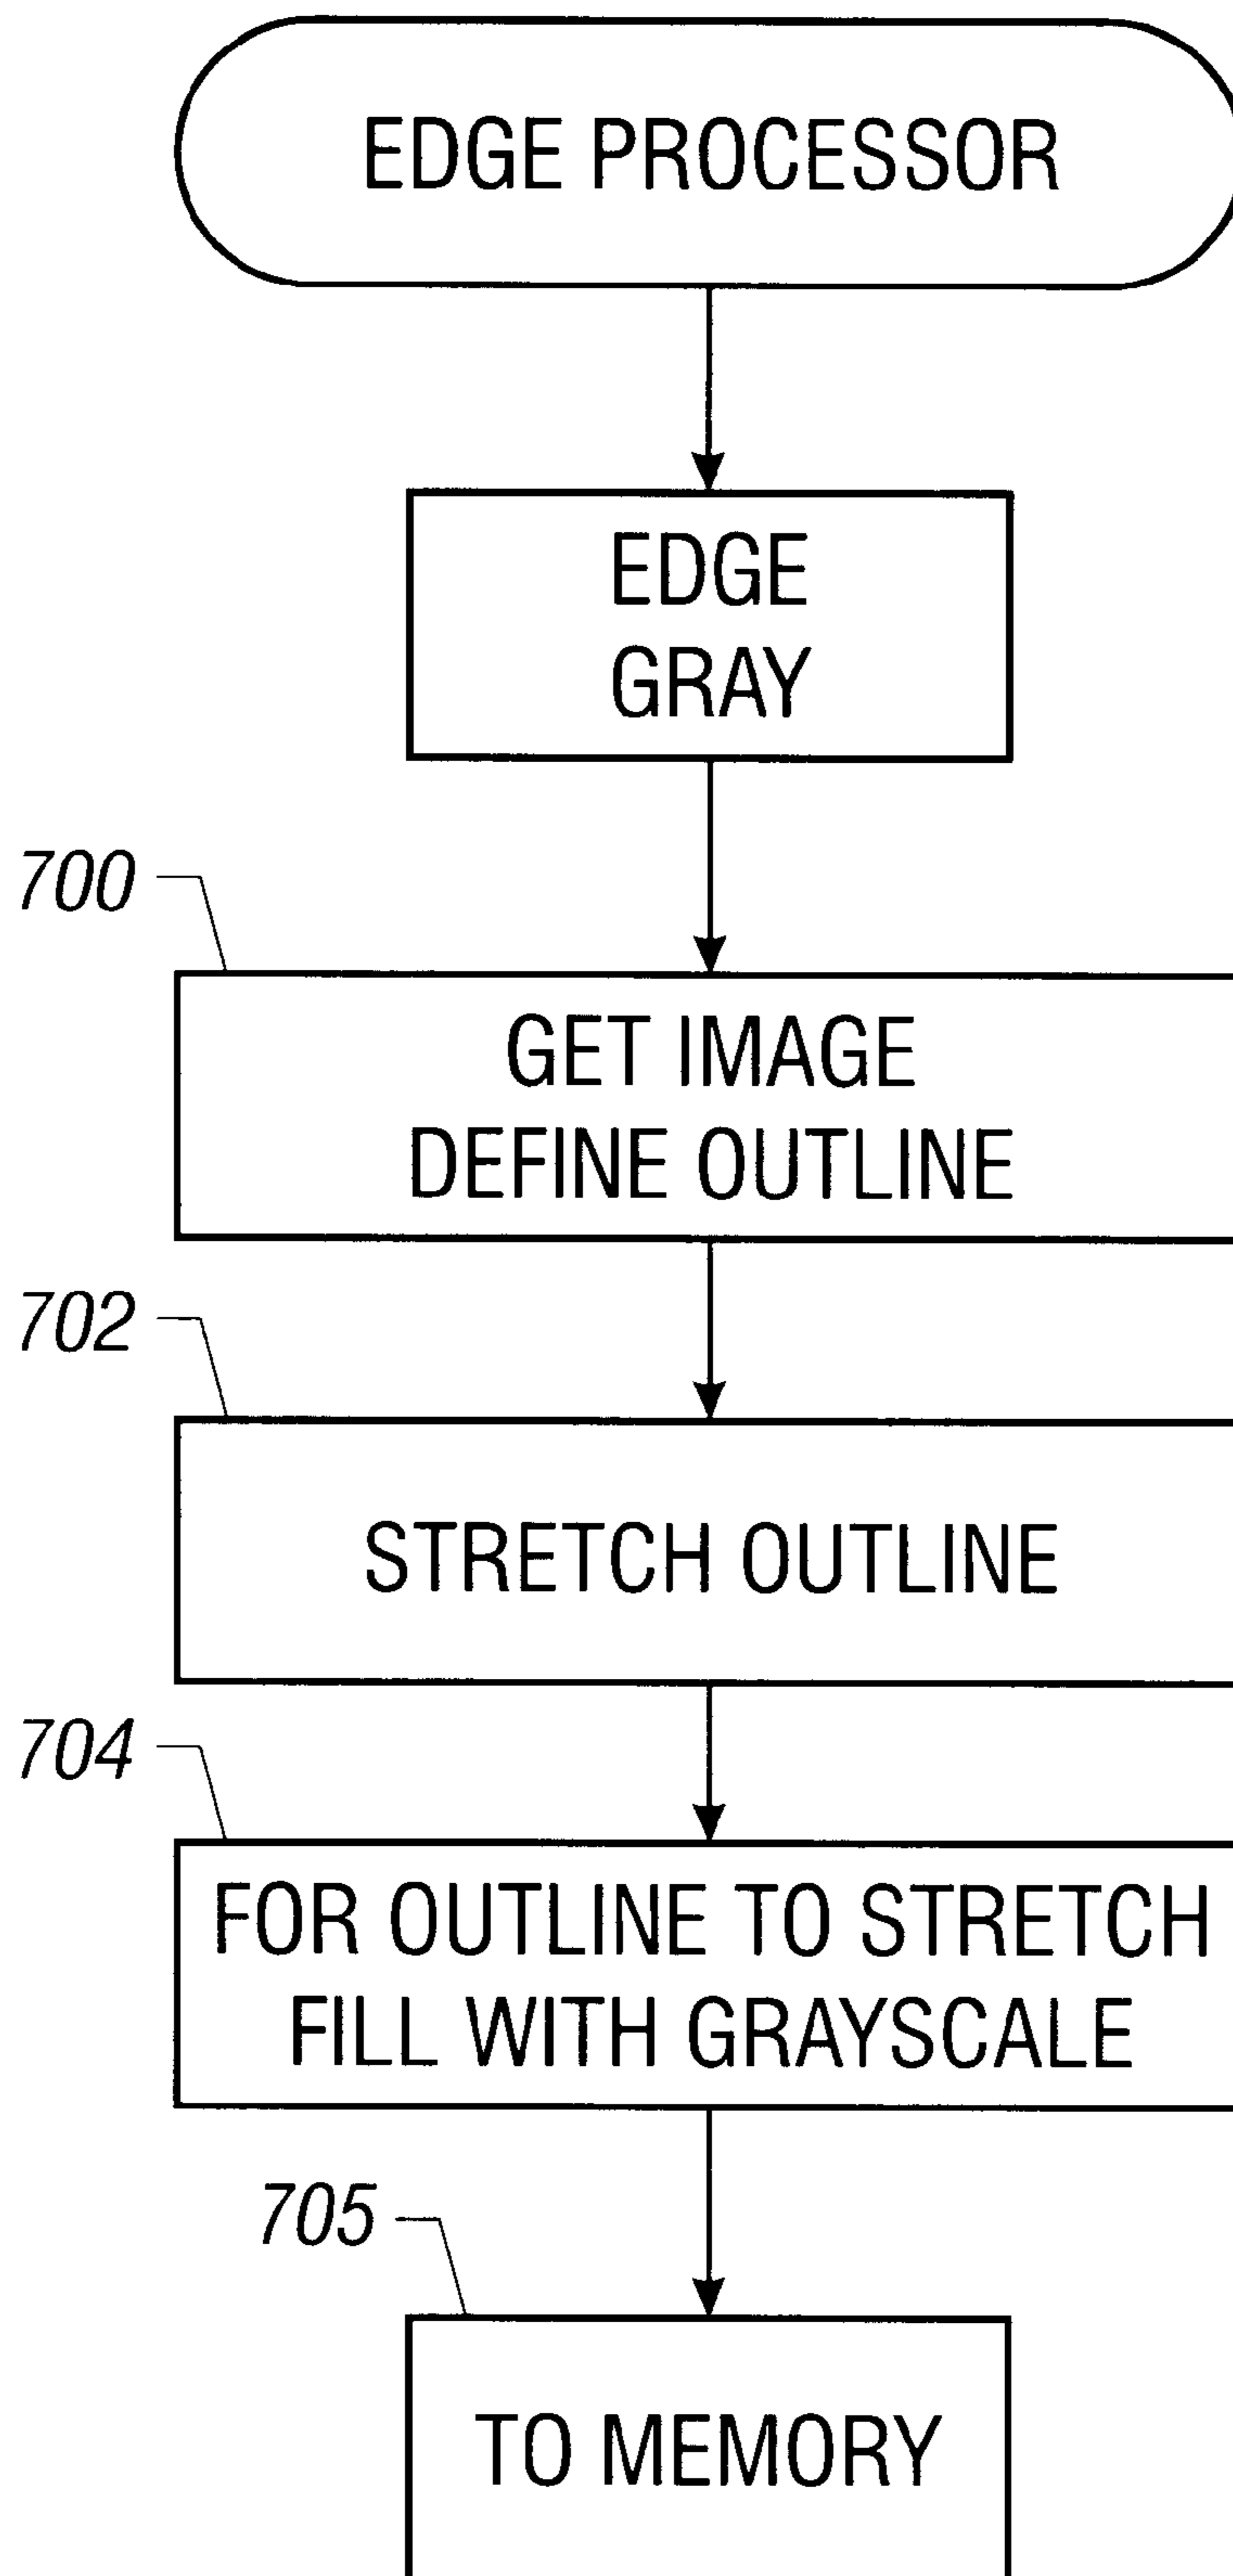 EDGE PROCESSOR
EDGE
GRAY
700
GET IMAGE
DEFINE OUTLINE
702
STRETCH OUTLINE
704
FOR OUTLINE TO STRETCH
FILL WITH GRAYSCALE
705
TO MEMORY